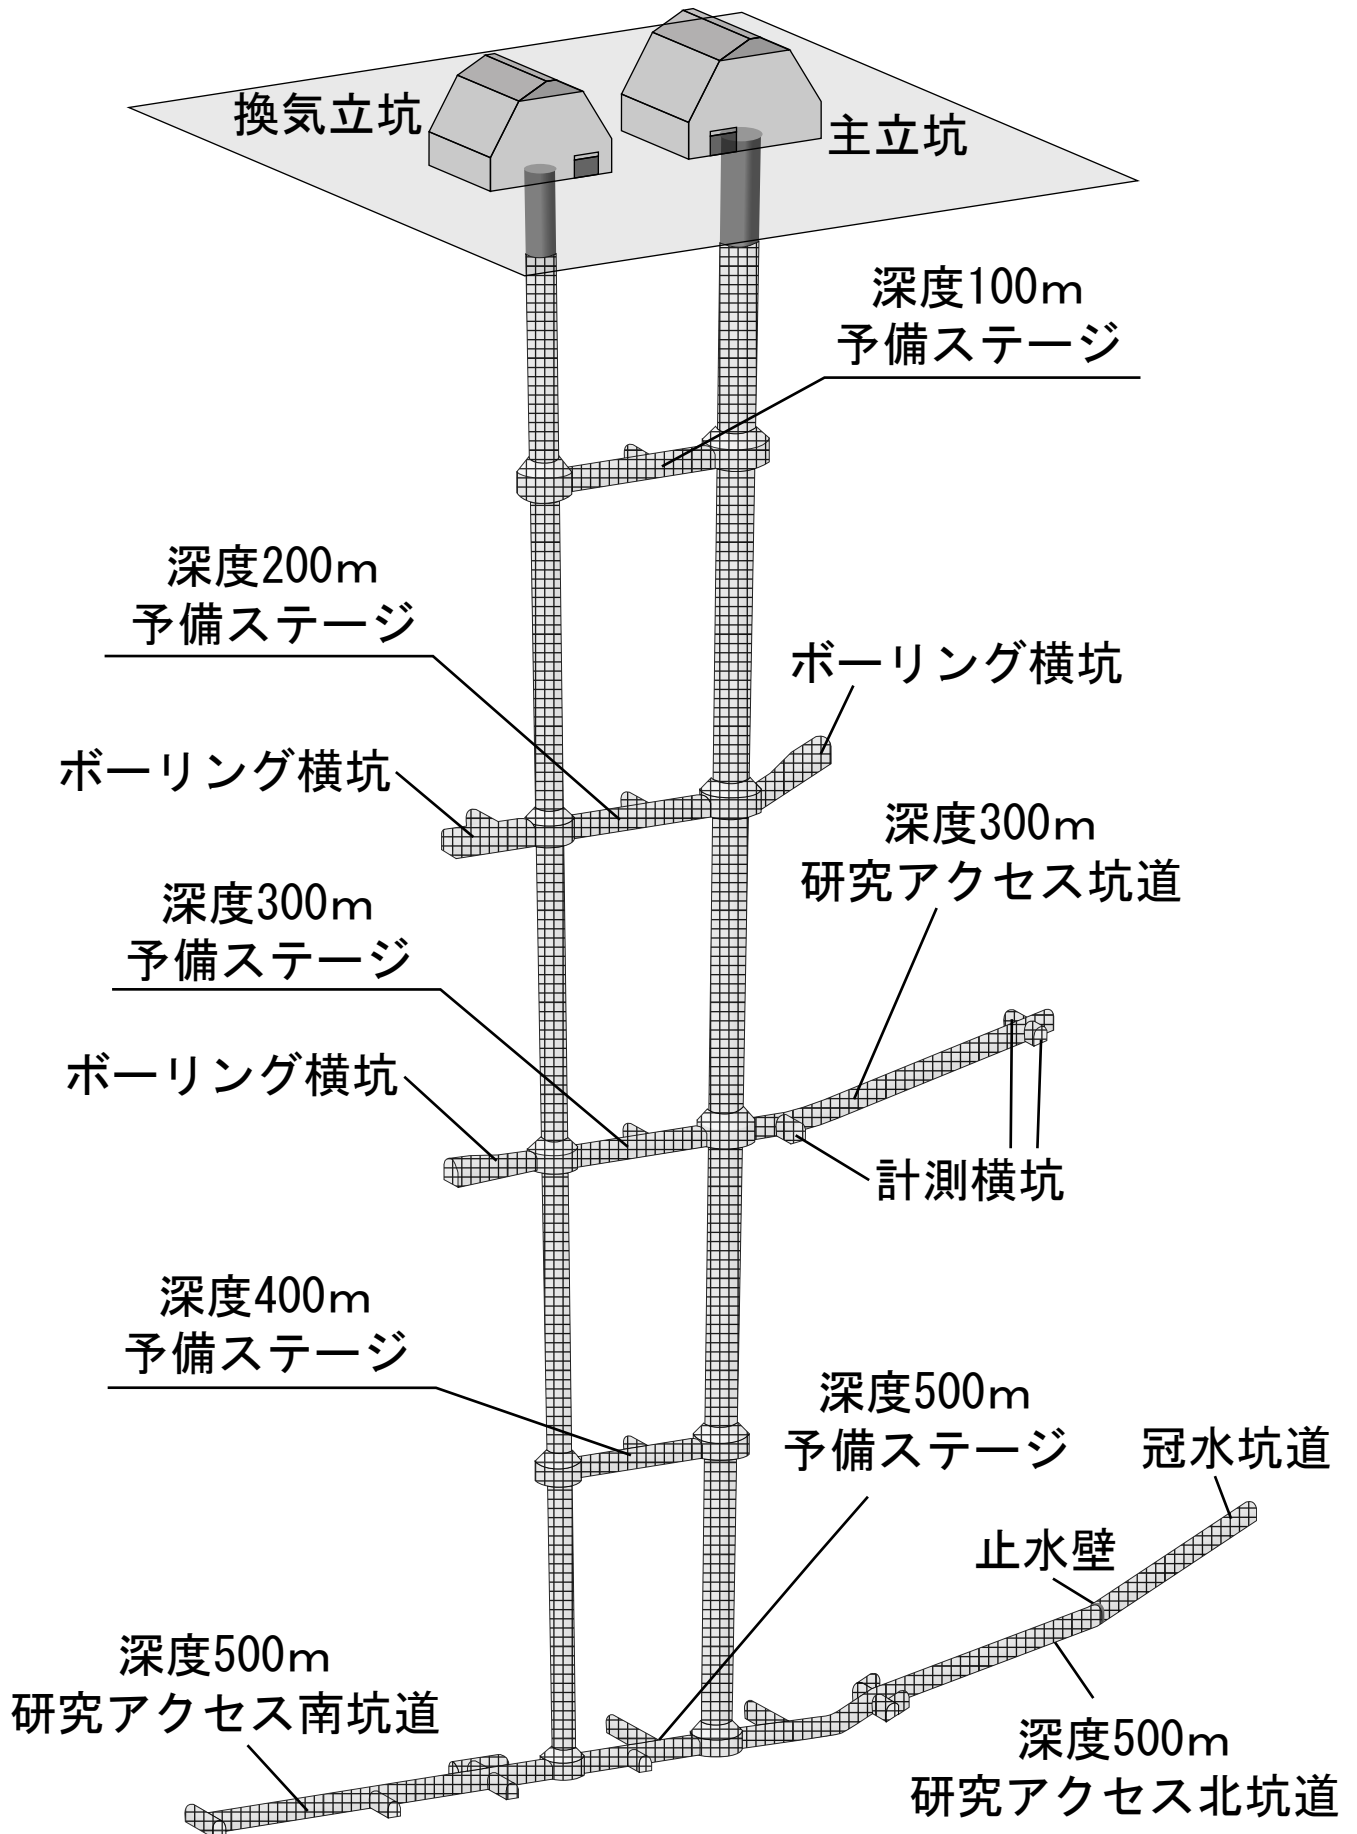 換気立坑
主立坑
深度100m
予備ステージ
深度200m
予備ステージ
ボーリング横坑
ボーリング横坑
深度300m
研究アクセス坑道
深度300m
予備ステージ
ボーリング横坑
計測横坑
深度400m
予備ステージ
深度500m
予備ステージ
冠水坑道
止水壁
深度500m
研究アクセス南坑道
深度500m
研究アクセス北坑道